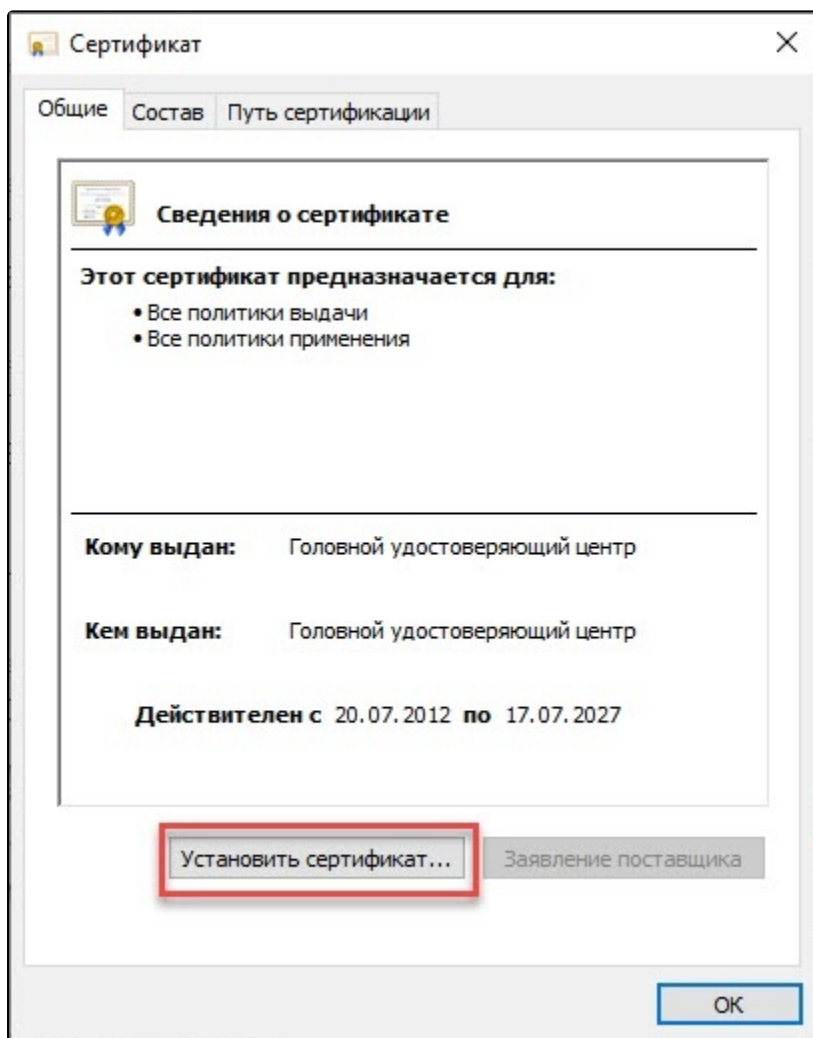 Сертификат
Общие Состав Путь сертификации
Сведения о сертификате
Этот сертификат предназначается для:
• Все политики выдачи
• Все политики применения
Кому выдан: Головной удостоверяющий центр
Кем выдан: Головной удостоверяющий центр
Действителен с 20.07.2012 по 17.07.2027
Установить сертификат... Заявление поставщика
ОК